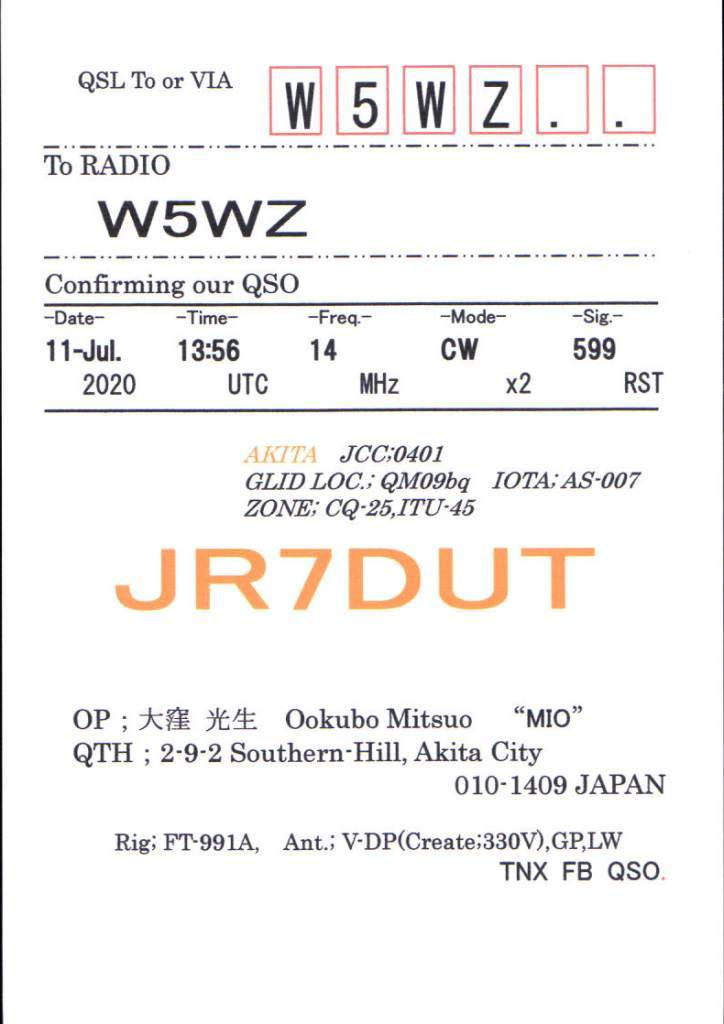 QSL To or VIA W 5 W Z . .
To RADIO
W5WZ
Confirming our QSO
-Date- -Time- -Freq.- -Mode- -Sig.-
11-Jul. 13:56 14 CW 599
2020 UTC MHz x2 RST
AKITA JCC;0401
GLID LOC.; QM09bq IOTA; AS-007
ZONE; CQ-25,ITU-45
JR7DUT
OP ; 大窪 光生 Ookubo Mitsuo “MIO”
QTH ; 2-9-2 Southern-Hill, Akita City
010-1409 JAPAN
Rig; FT-991A, Ant.; V-DP(Create;330V),GP,LW
TNX FB QSO.